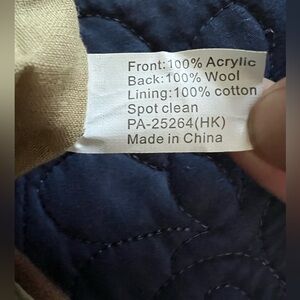 Front:100% Acrylic
Back:100% Wool
Lining:100% cotton
Spot clean
PA-25264(HK)
Made in China